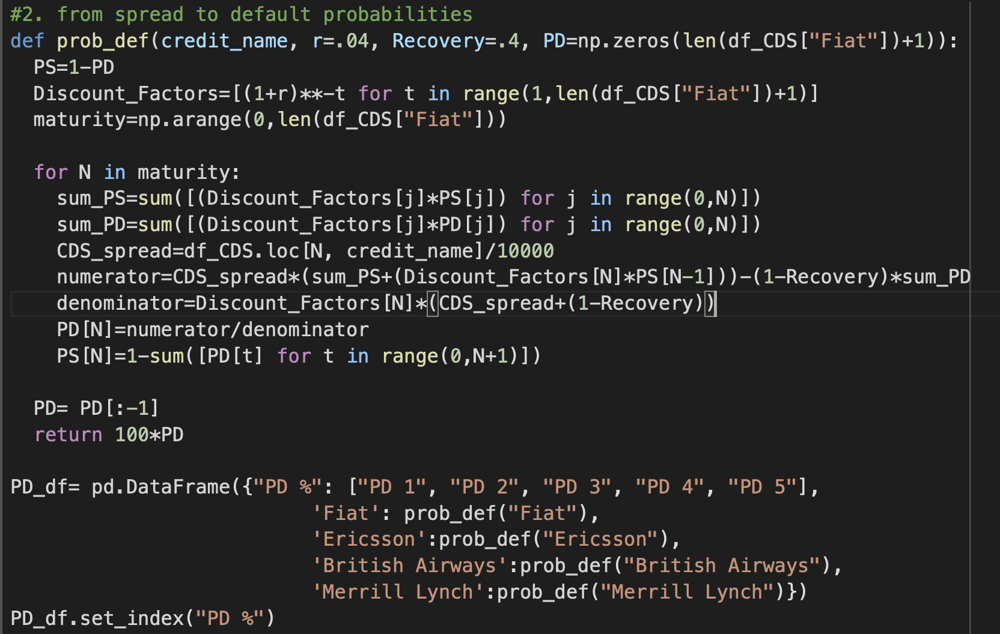 #2. from spread to default probabilities
def prob_def(credit_name, r=.04, Recovery=.4, PD=np.zeros(len(df_CDS["Fiat"])+1)):
  PS=1-PD
  Discount_Factors=[(1+r)**-t for t in range(1,len(df_CDS["Fiat"])+1)]
  maturity=np.arange(0,len(df_CDS["Fiat"]))

  for N in maturity:
    sum_PS=sum([(Discount_Factors[j]*PS[j]) for j in range(0,N)])
    sum_PD=sum([(Discount_Factors[j]*PD[j]) for j in range(0,N)])
    CDS_spread=df_CDS.loc[N, credit_name]/10000
    numerator=CDS_spread*(sum_PS+(Discount_Factors[N]*PS[N-1]))-(1-Recovery)*sum_PD
    denominator=Discount_Factors[N]*(CDS_spread+(1-Recovery))
    PD[N]=numerator/denominator
    PS[N]=1-sum([PD[t] for t in range(0,N+1)])

  PD= PD[:-1]
  return 100*PD

PD_df= pd.DataFrame({"PD %": ["PD 1", "PD 2", "PD 3", "PD 4", "PD 5"],
                          'Fiat': prob_def("Fiat"),
                          'Ericsson':prob_def("Ericsson"),
                          'British Airways':prob_def("British Airways"),
                          'Merrill Lynch':prob_def("Merrill Lynch")})
PD_df.set_index("PD %")